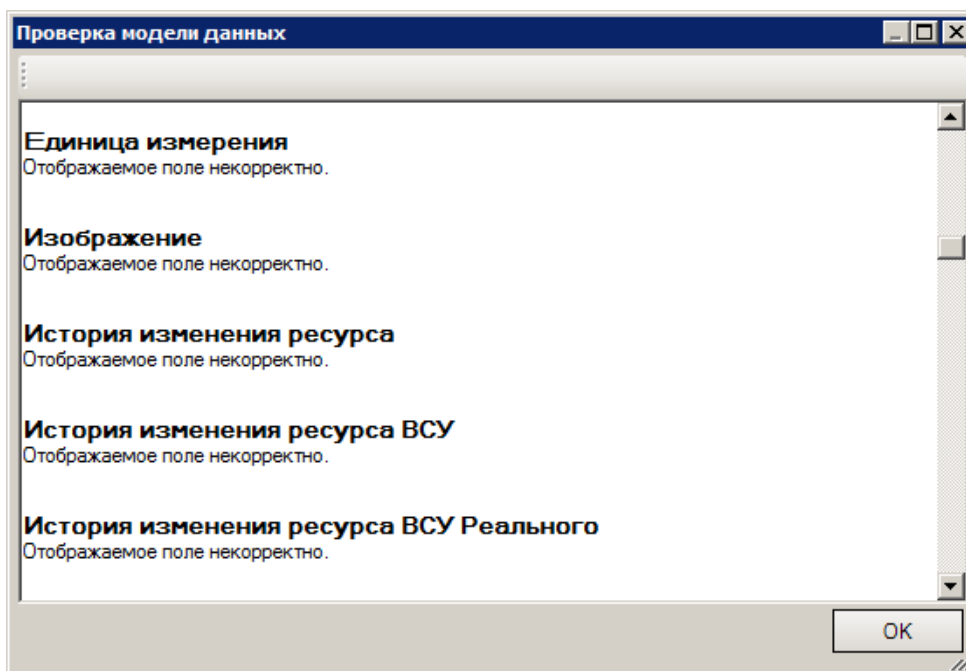 Проверка модели данных
Единица измерения
Отображаемое поле некорректно.
Изображение
Отображаемое поле некорректно.
История изменения ресурса
Отображаемое поле некорректно.
История изменения ресурса ВСУ
Отображаемое поле некорректно.
История изменения ресурса ВСУ Реального
Отображаемое поле некорректно.
OK